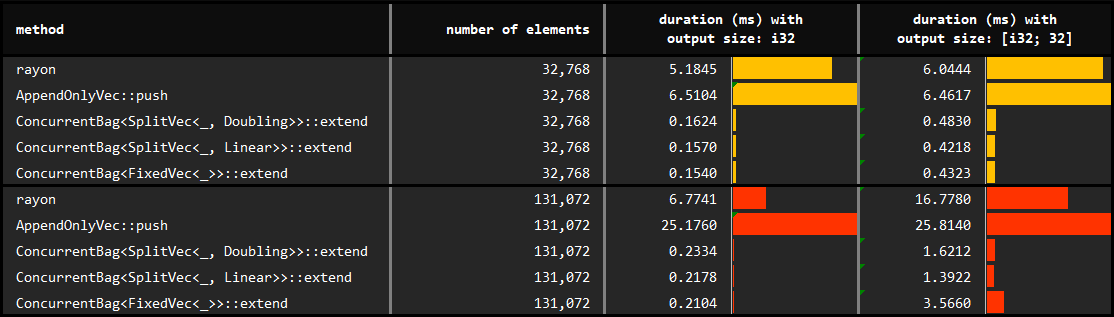 method number of elements duration (ms) with output size: i32 duration (ms) with output size: [i32; 32]
rayon 32,768 5.1845 6.0444
AppendOnlyVec::push 32,768 6.5104 6.4617
ConcurrentBag<SplitVec<_, Doubling>>::extend 32,768 0.1624 0.4830
ConcurrentBag<SplitVec<_, Linear>>::extend 32,768 0.1570 0.4218
ConcurrentBag<FixedVec<_>>::extend 32,768 0.1540 0.4323
rayon 131,072 6.7741 16.7780
AppendOnlyVec::push 131,072 25.1760 25.8140
ConcurrentBag<SplitVec<_, Doubling>>::extend 131,072 0.2334 1.6212
ConcurrentBag<SplitVec<_, Linear>>::extend 131,072 0.2178 1.3922
ConcurrentBag<FixedVec<_>>::extend 131,072 0.2104 3.5660